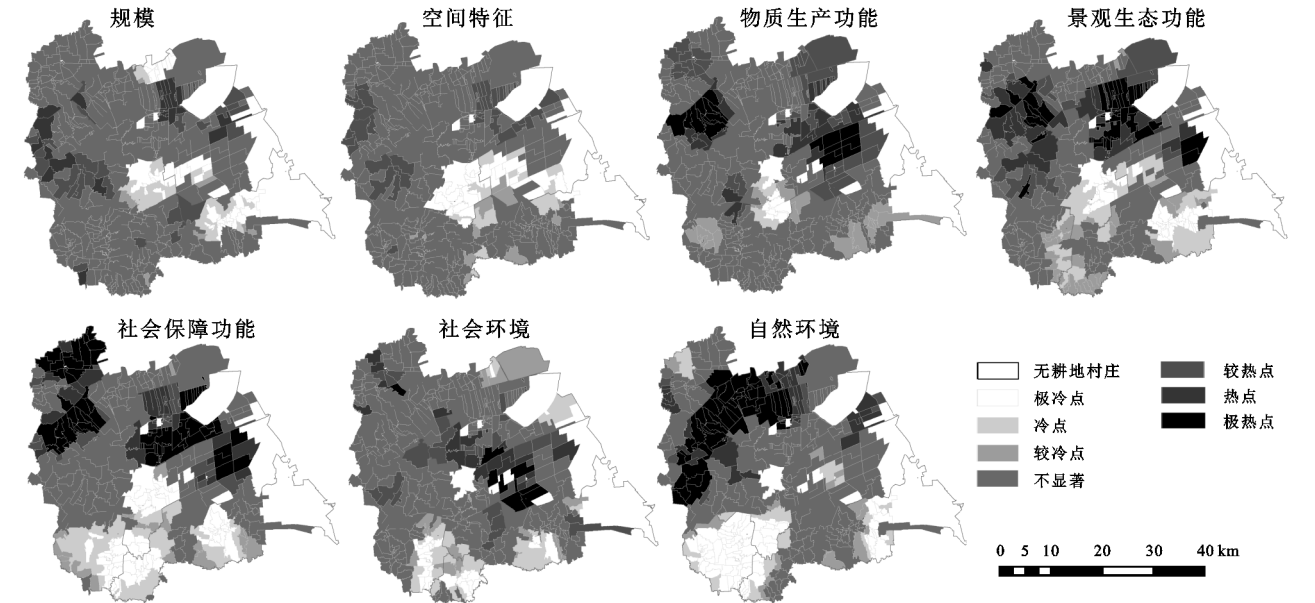 规模
空间特征
物质生产功能
景观生态功能
社会保障功能
社会环境
自然环境
无耕地村庄
极冷点
冷点
较冷点
不显著
较热点
热点
极热点
0 5 10 20 30 40 km